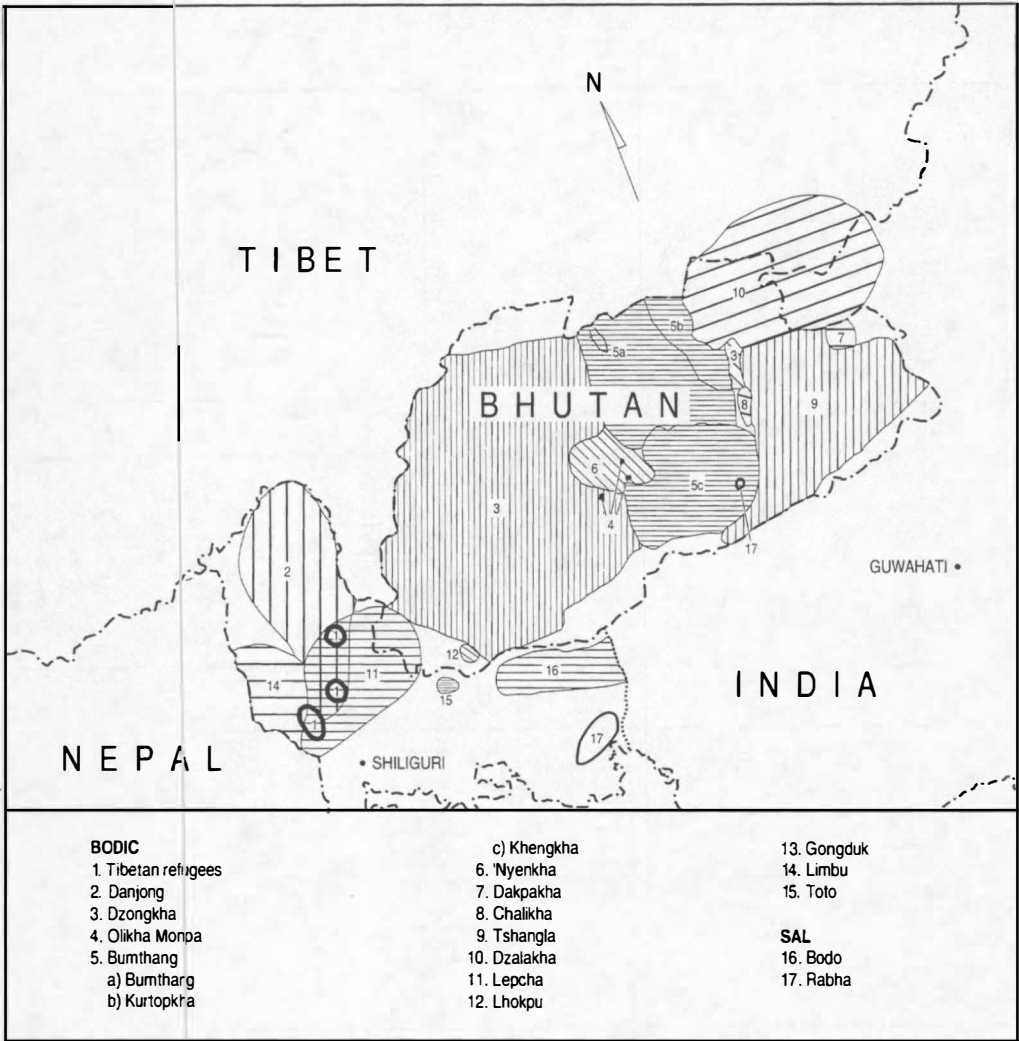 N
TIBET
10
5b
7
5a
3
8
9
BHUTAN
6
5c
3
4
17
GUWAHATI
2
1
12
11
16
14
1
15
INDIA
1
17
NEPAL
SHILIGURI
BODIC
1. Tibetan refugees
2. Danjong
3. Dzongkha
4. Olikha Monpa
5. Bumthang
a) Bumthang
b) Kurtopkha
c) Khengkha
6. 'Nyenkha
7. Dakpakha
8. Chalikha
9. Tshangla
10. Dzalakha
11. Lepcha
12. Lhokpu
13. Gongduk
14. Limbu
15. Toto
SAL
16. Bodo
17. Rabha